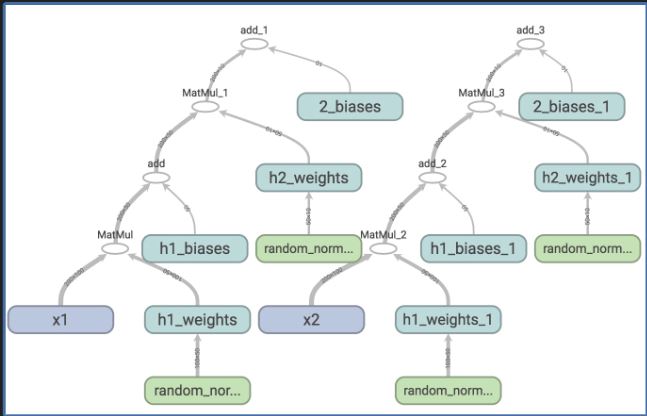 add_1
add_3
MatMul_1
2_biases
MatMul_3
2_biases_1
add
h2_weights
add_2
h2_weights_1
MatMul
h1_biases
random_norm...
MatMul_2
h1_biases_1
random_norm...
x1
h1_weights
x2
h1_weights_1
random_nor...
random_norm...